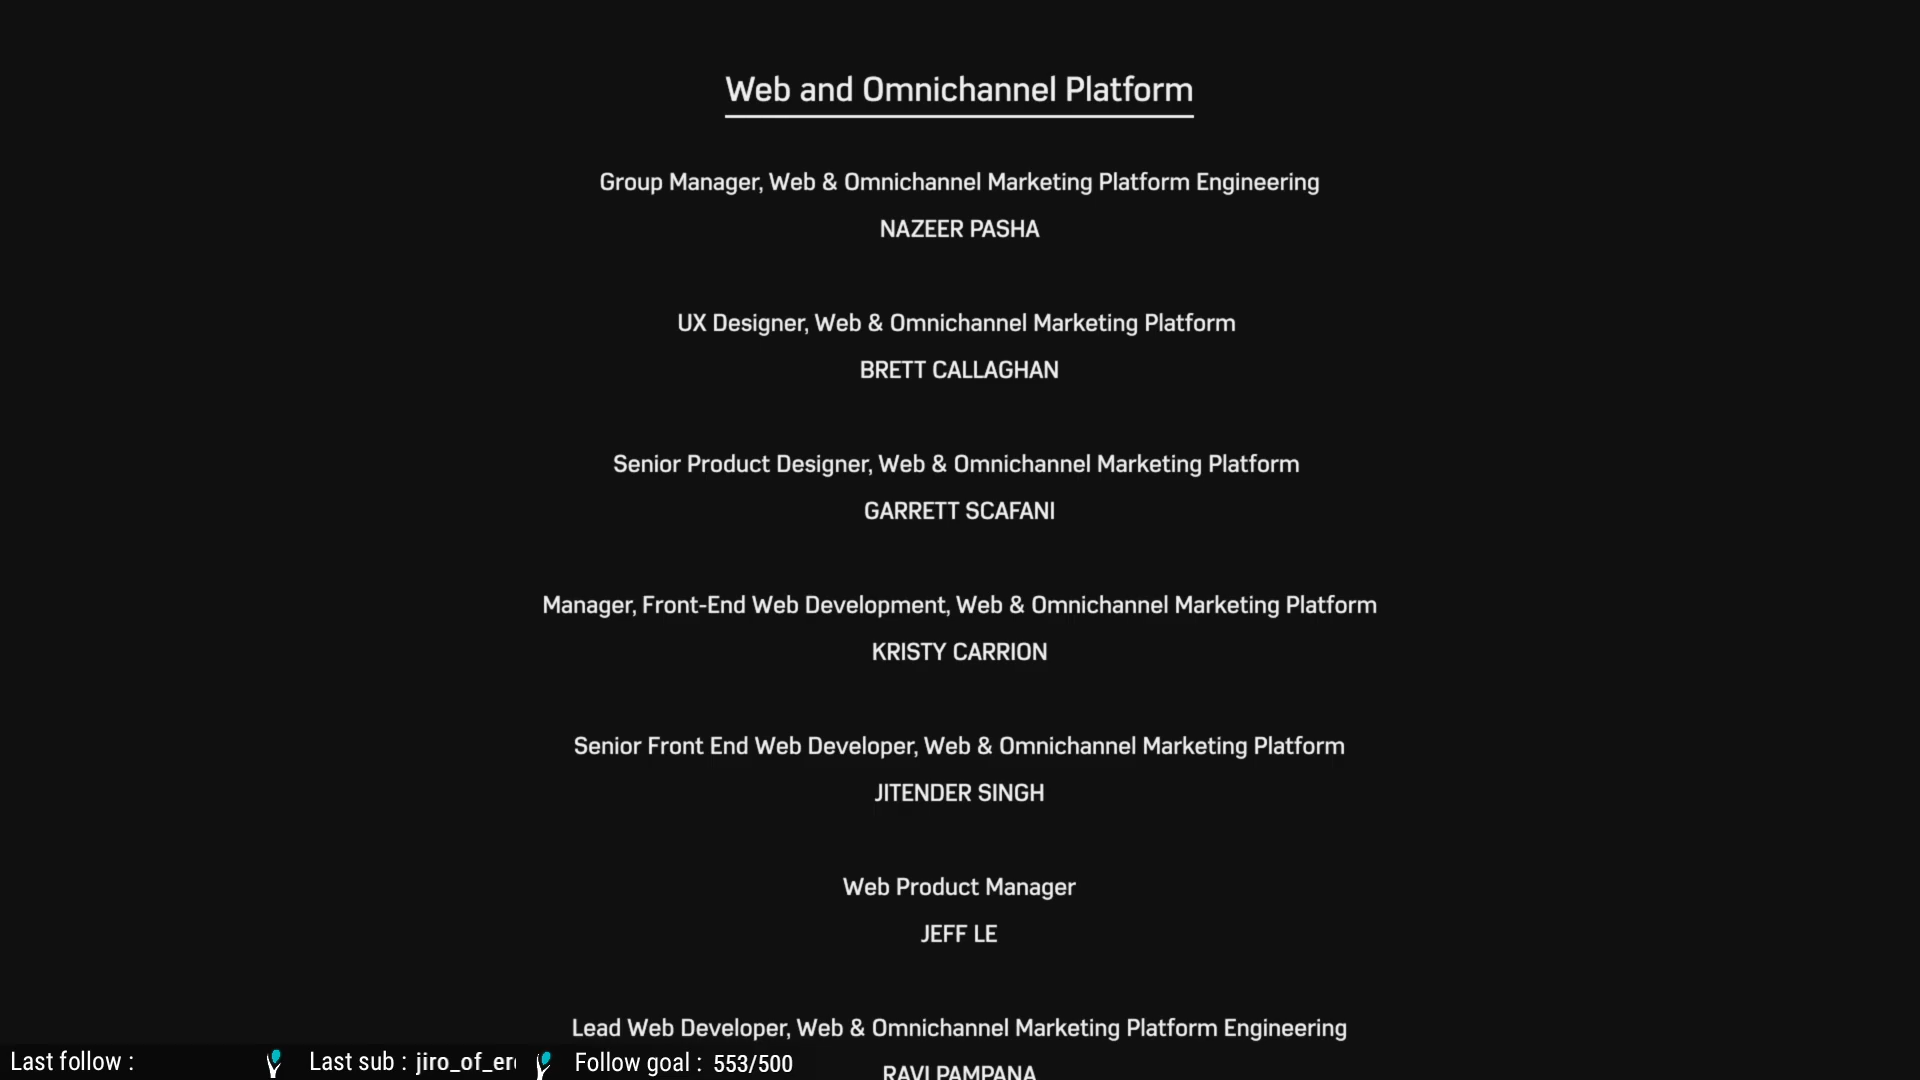 Web and Omnichannel Platform
Group Manager, Web & Omnichannel Marketing Platform Engineering
NAZEER PASHA
UX Designer, Web & Omnichannel Marketing Platform
BRETT CALLAGHAN
Senior Product Designer, Web & Omnichannel Marketing Platform
GARRETT SCAFANI
Manager, Front-End Web Development, Web & Omnichannel Marketing Platform
KRISTY CARRION
Senior Front End Web Developer, Web & Omnichannel Marketing Platform
JITENDER SINGH
Web Product Manager
JEFF LE
Lead Web Developer, Web & Omnichannel Marketing Platform Engineering
RAVI PAMPANA
Last follow : Last sub : jiro_of_er Follow goal : 553/500